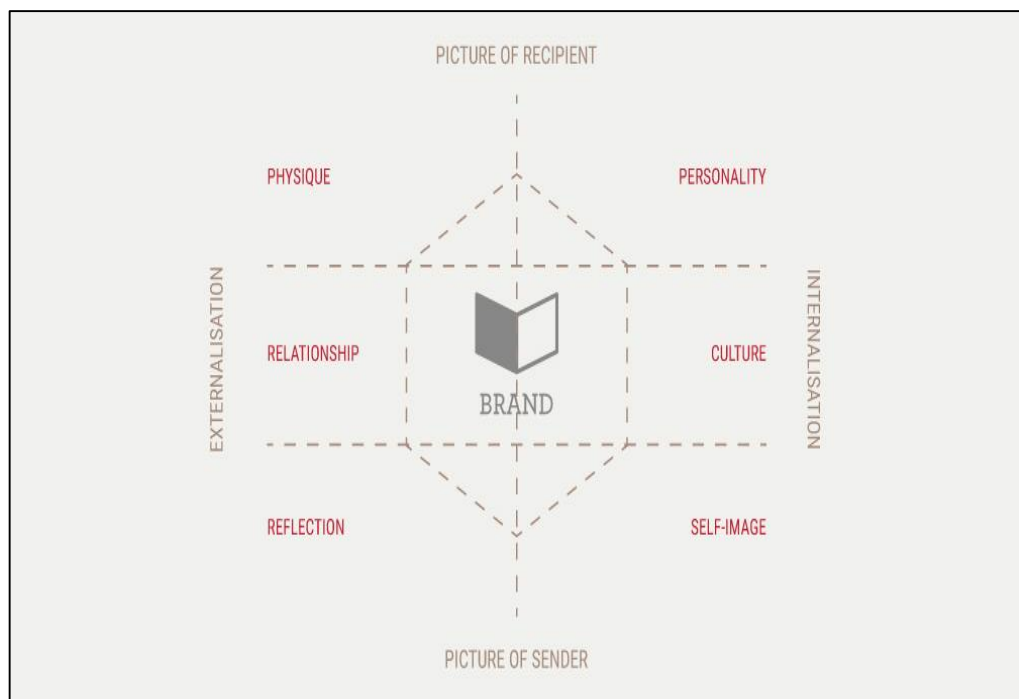 PICTURE OF RECIPIENT
PHYSIQUE
PERSONALITY
EXTERNALISATION
RELATIONSHIP
BRAND
CULTURE
INTERNALISATION
REFLECTION
SELF-IMAGE
PICTURE OF SENDER